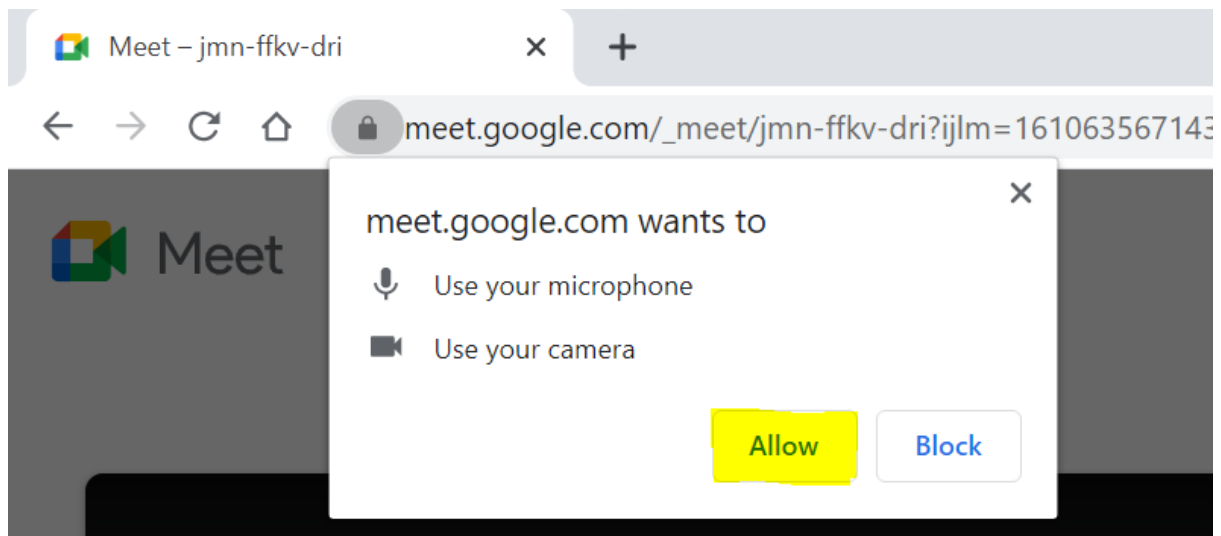 Meet – jmn-ffkv-dri
meet.google.com/_meet/jmn-ffkv-dri?ijlm=161063567143
Meet
meet.google.com wants to
Use your microphone
Use your camera
Allow
Block